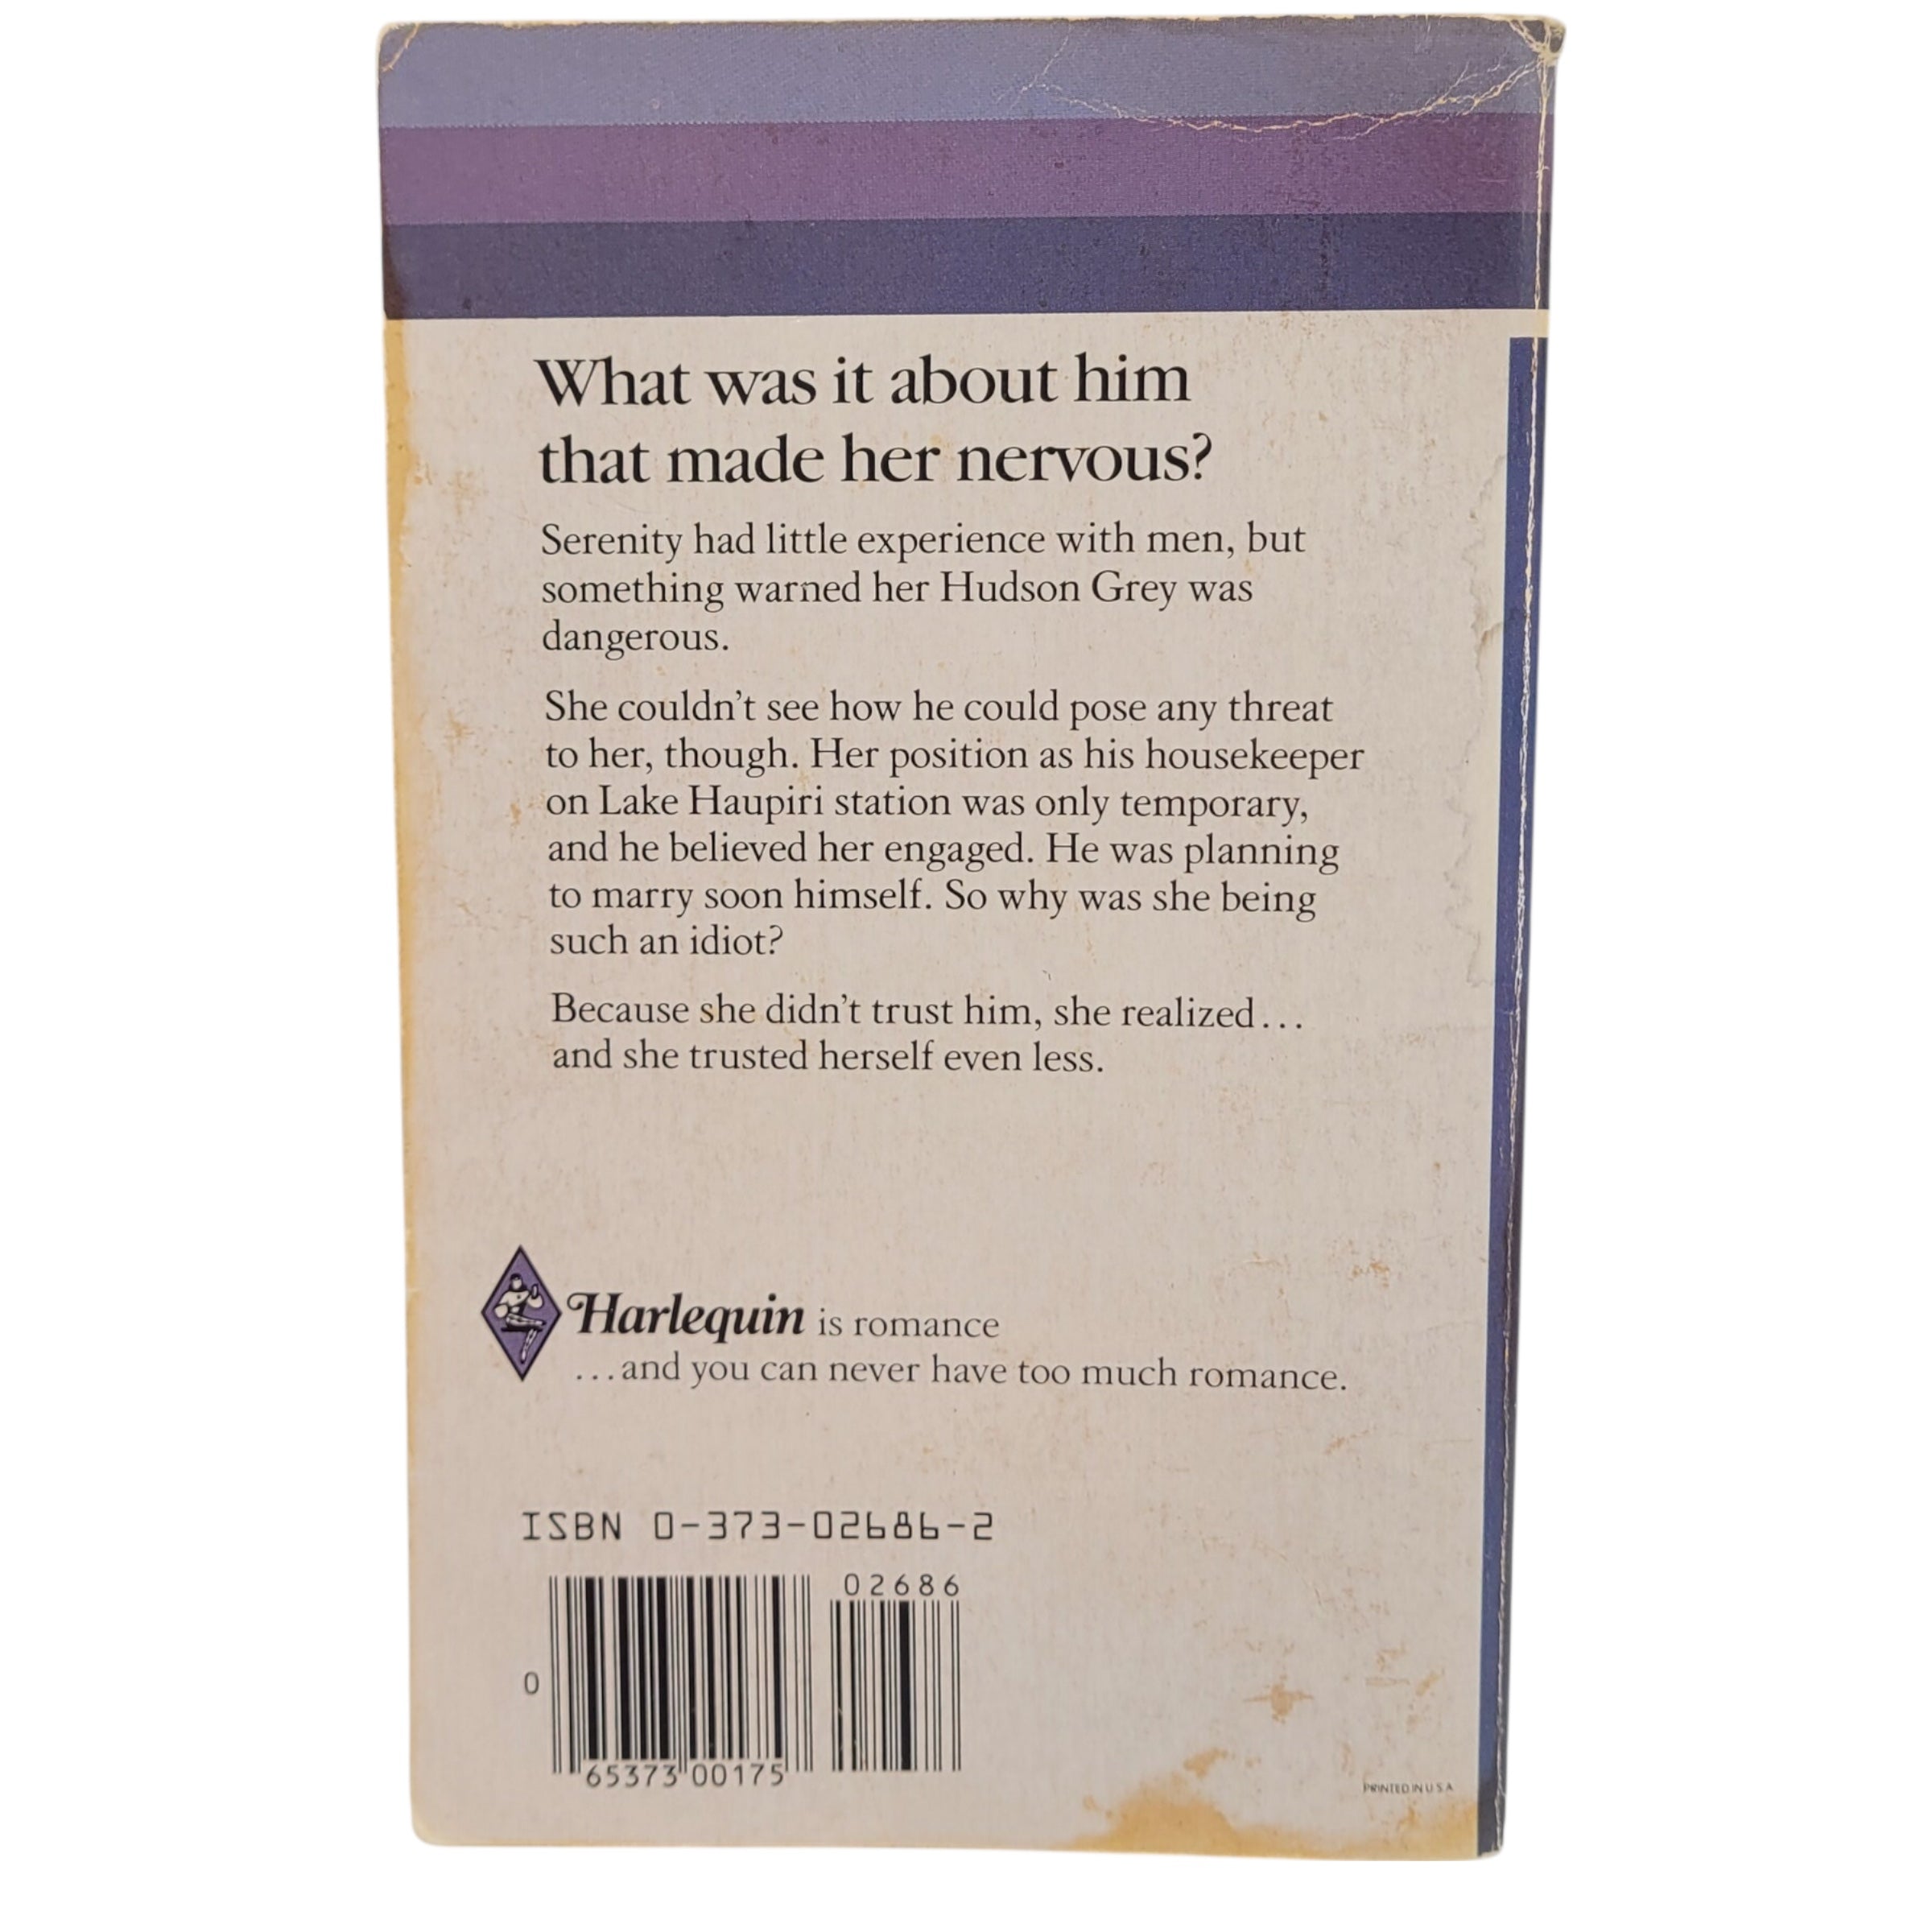 What was it about him
that made her nervous?
Serenity had little experience with men, but
something warned her Hudson Grey was
dangerous.
She couldn't see how he could pose any threat
to her, though. Her position as his housekeeper
on Lake Haupiri station was only temporary,
and he believed her engaged. He was planning
to marry soon himself. So why was she being
such an idiot?
Because she didn't trust him, she realized...
and she trusted herself even less.
Harlequin is romance
...and you can never have too much romance.
ISBN 0-373-02686-2
02686
0
65373 00175
PRINTED IN U S A